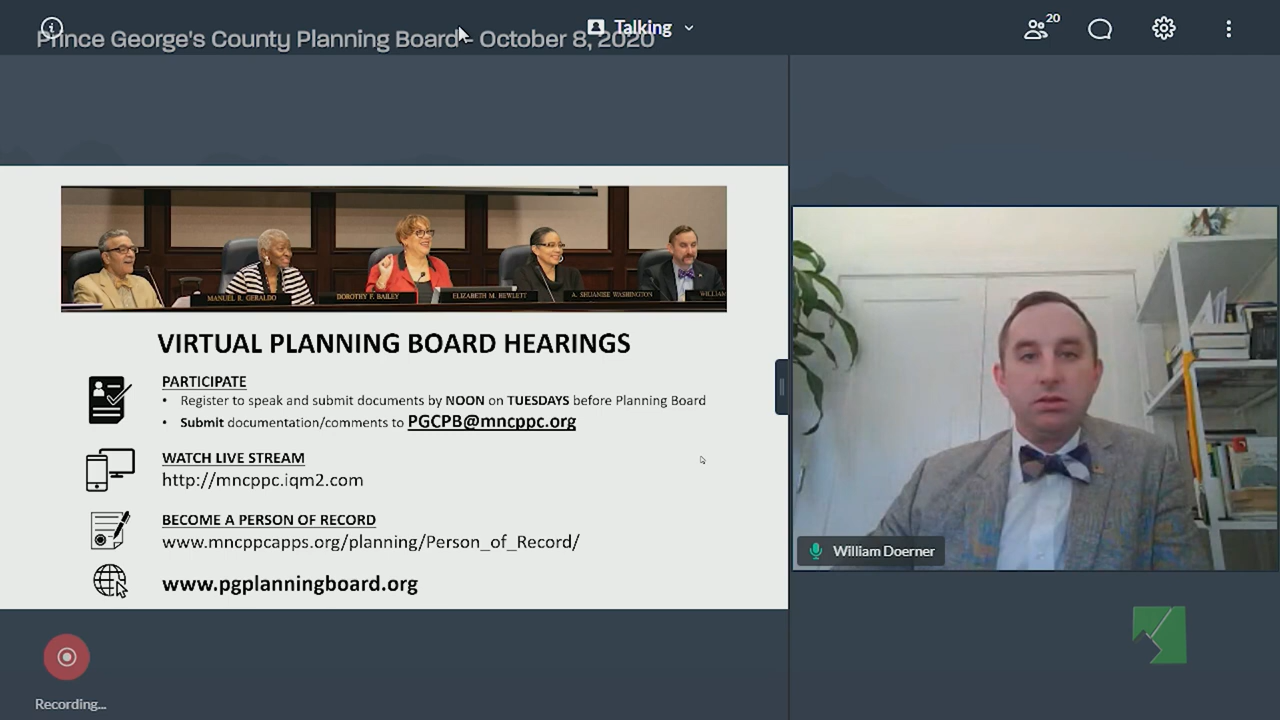 Prince George's County Planning Board - October 8, 2020
Talking
20
MANUEL R. GERALDO
DOROTHY F. BAILEY
ELIZABETH M. HEWLETT
A. SHUANISE WASHINGTON
WILLIAM
VIRTUAL PLANNING BOARD HEARINGS
PARTICIPATE
• Register to speak and submit documents by NOON on TUESDAYS before Planning Board
• Submit documentation/comments to PGCPB@mncppc.org
WATCH LIVE STREAM
http://mncppc.iqm2.com
BECOME A PERSON OF RECORD
www.mncppcapps.org/planning/Person_of_Record/
www.pgplanningboard.org
William Doerner
Recording...